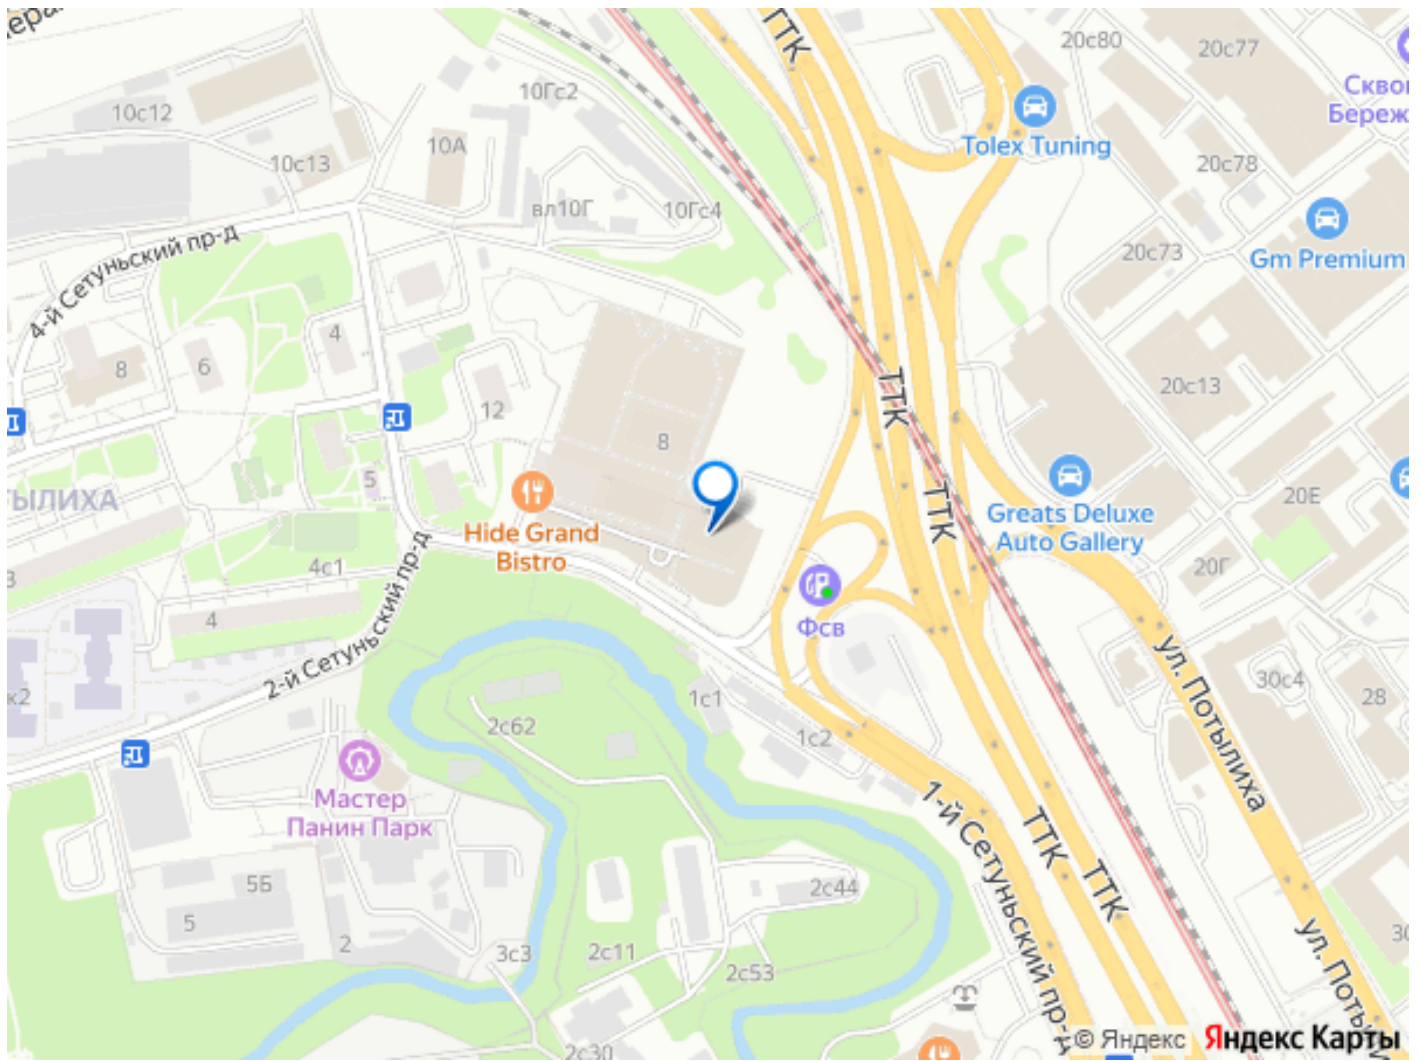 ТТК
20с80
20с77
10Гс2
10с12
Tolex Tuning
10А
10с13
20с78
вл10Г
10Гс4
4-й Сетуньский пр-д
20с73
Gm Premium
4
8
6
20с13
ТТК
12
8
5
20Е
ТТК
Greats Deluxe
Auto Gallery
Hide Grand
Bistro
4с1
20Г
4
Фсв
2-й Сетуньский пр-д
ул. Потылиха
30с4
28
к2
1с1
2с62
1с2
Мастер
Панин Парк
1-й Сетуньский пр-д
ТТК
ТТК
5Б
2с44
5
2
3с3
2с11
2с53
2с30
© Яндекс
Яндекс Карты